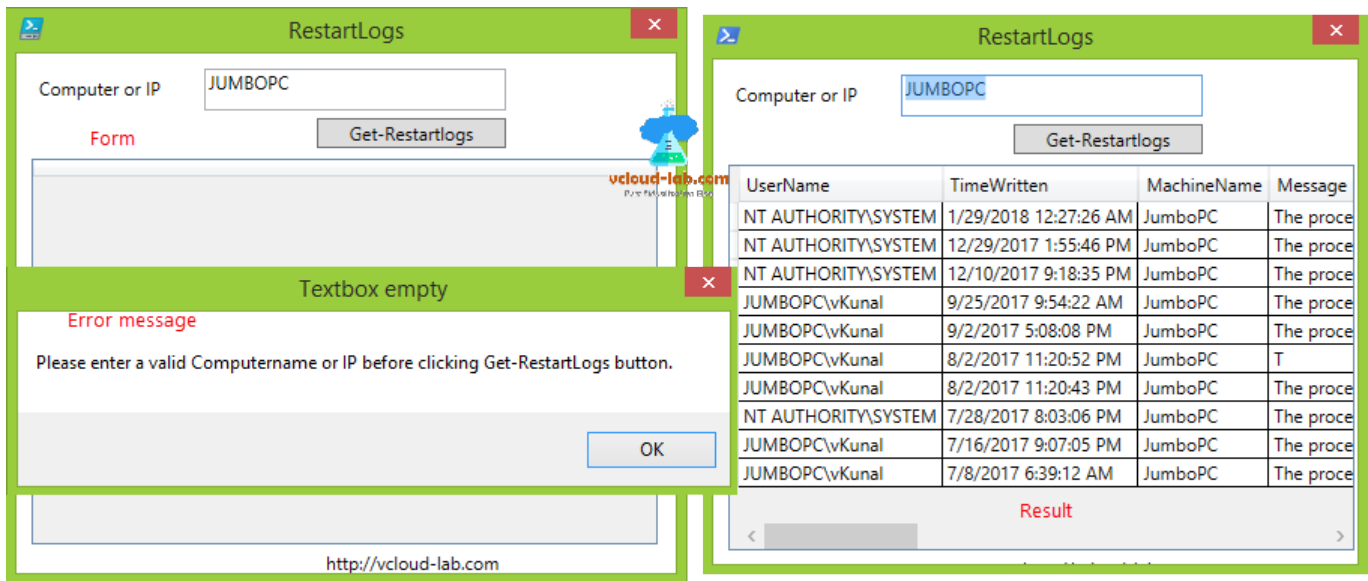 RestartLogs
Computer or IP JUMBOPC
Form
Get-Restartlogs
Textbox empty
Error message
Please enter a valid Computername or IP before clicking Get-RestartLogs button.
OK
http://vcloud-lab.com
vcloud-lab.com
RestartLogs
Computer or IP JUMBOPC
Get-Restartlogs
UserName TimeWritten MachineName Message
NT AUTHORITY\SYSTEM 1/29/2018 12:27:26 AM JumboPC The proce
NT AUTHORITY\SYSTEM 12/29/2017 1:55:46 PM JumboPC The proce
NT AUTHORITY\SYSTEM 12/10/2017 9:18:35 PM JumboPC The proce
JUMBOPC\vKunal 9/25/2017 9:54:22 AM JumboPC The proce
JUMBOPC\vKunal 9/2/2017 5:08:08 PM JumboPC The proce
JUMBOPC\vKunal 8/2/2017 11:20:52 PM JumboPC T
JUMBOPC\vKunal 8/2/2017 11:20:43 PM JumboPC The proce
NT AUTHORITY\SYSTEM 7/28/2017 8:03:06 PM JumboPC The proce
JUMBOPC\vKunal 7/16/2017 9:07:05 PM JumboPC The proce
JUMBOPC\vKunal 7/8/2017 6:39:12 AM JumboPC The proce
Result